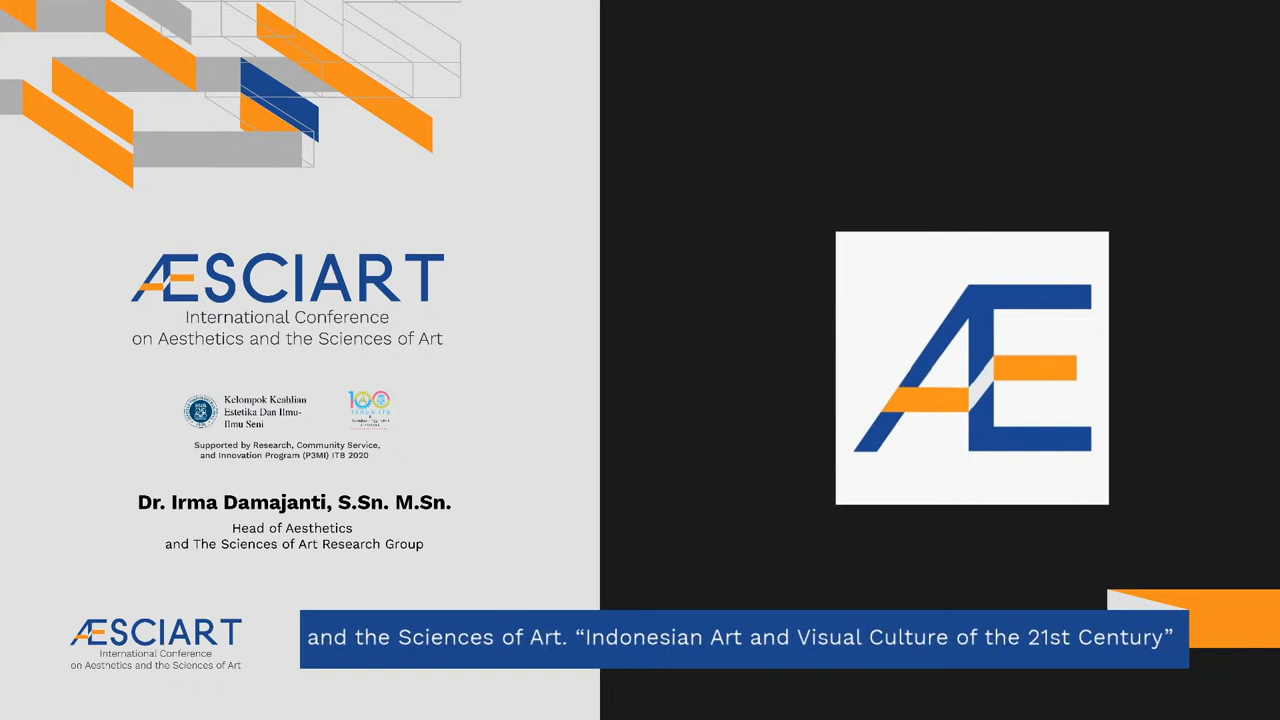 ÆSCIART
International Conference
on Aesthetics and the Sciences of Art
Kelompok Keahlian
Estetika Dan Ilmu-
Ilmu Seni
100
TAHUN ITB
Supported by Research, Community Service,
and Innovation Program (P3MI) ITB 2020
Dr. Irma Damajanti, S.Sn. M.Sn.
Head of Aesthetics
and The Sciences of Art Research Group
ÆSCIART
International Conference
on Aesthetics and the Sciences of Art
and the Sciences of Art. “Indonesian Art and Visual Culture of the 21st Century”
Æ